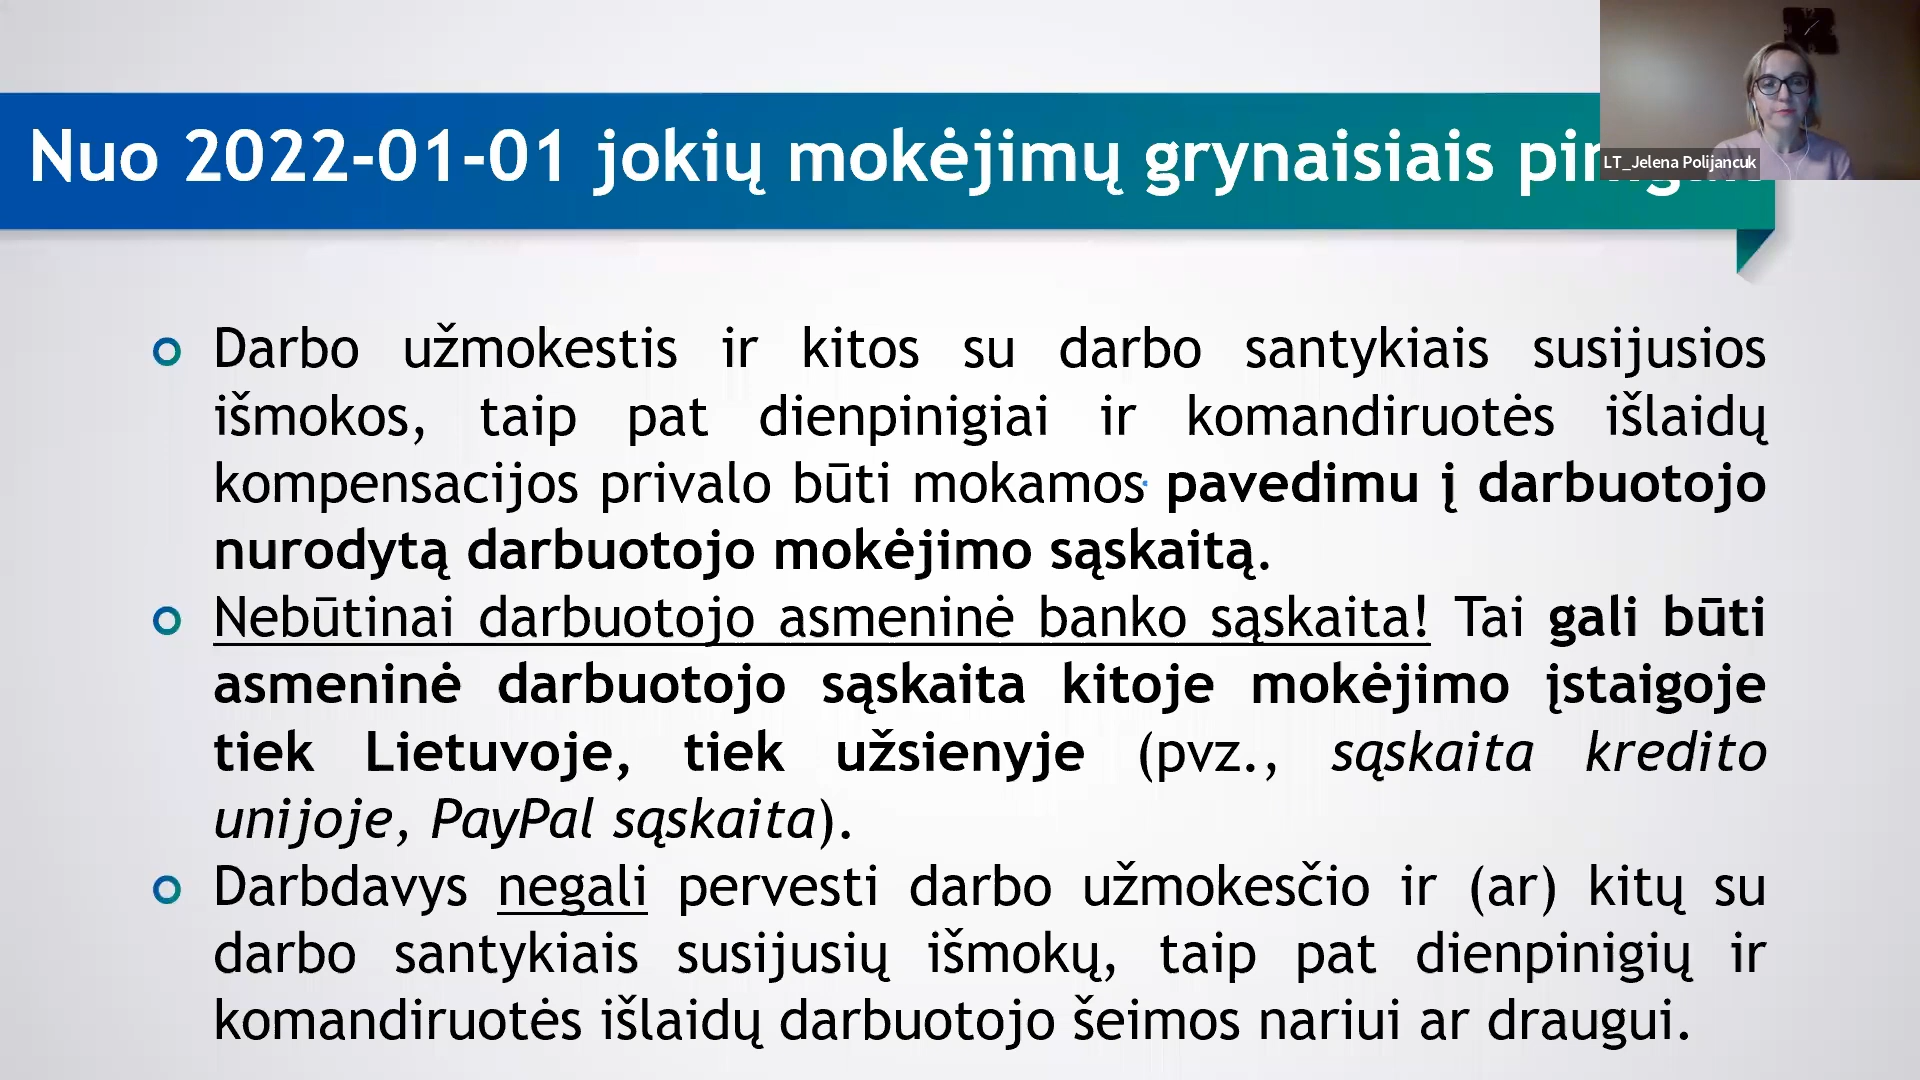 Nuo 2022-01-01 jokių mokėjimų grynaisiais
LT_Jelena Polijancuk
Darbo užmokestis ir kitos su darbo santykiais susijusios
išmokos, taip pat dienpinigiai ir komandiruotės išlaidų
kompensacijos privalo būti mokamos pavedimu į darbuotojo
nurodytą darbuotojo mokėjimo sąskaitą.
Nebūtinai darbuotojo asmeninė banko sąskaita! Tai gali būti
asmeninė darbuotojo sąskaita kitoje mokėjimo įstaigoje
tiek Lietuvoje, tiek užsienyje (pvz., sąskaita kredito
unijoje, PayPal sąskaita).
Darbdavys negali pervesti darbo užmokesčio ir (ar) kitų su
darbo santykiais susijusių išmokų, taip pat dienpinigių ir
komandiruotės išlaidų darbuotojo šeimos nariui ar draugui.